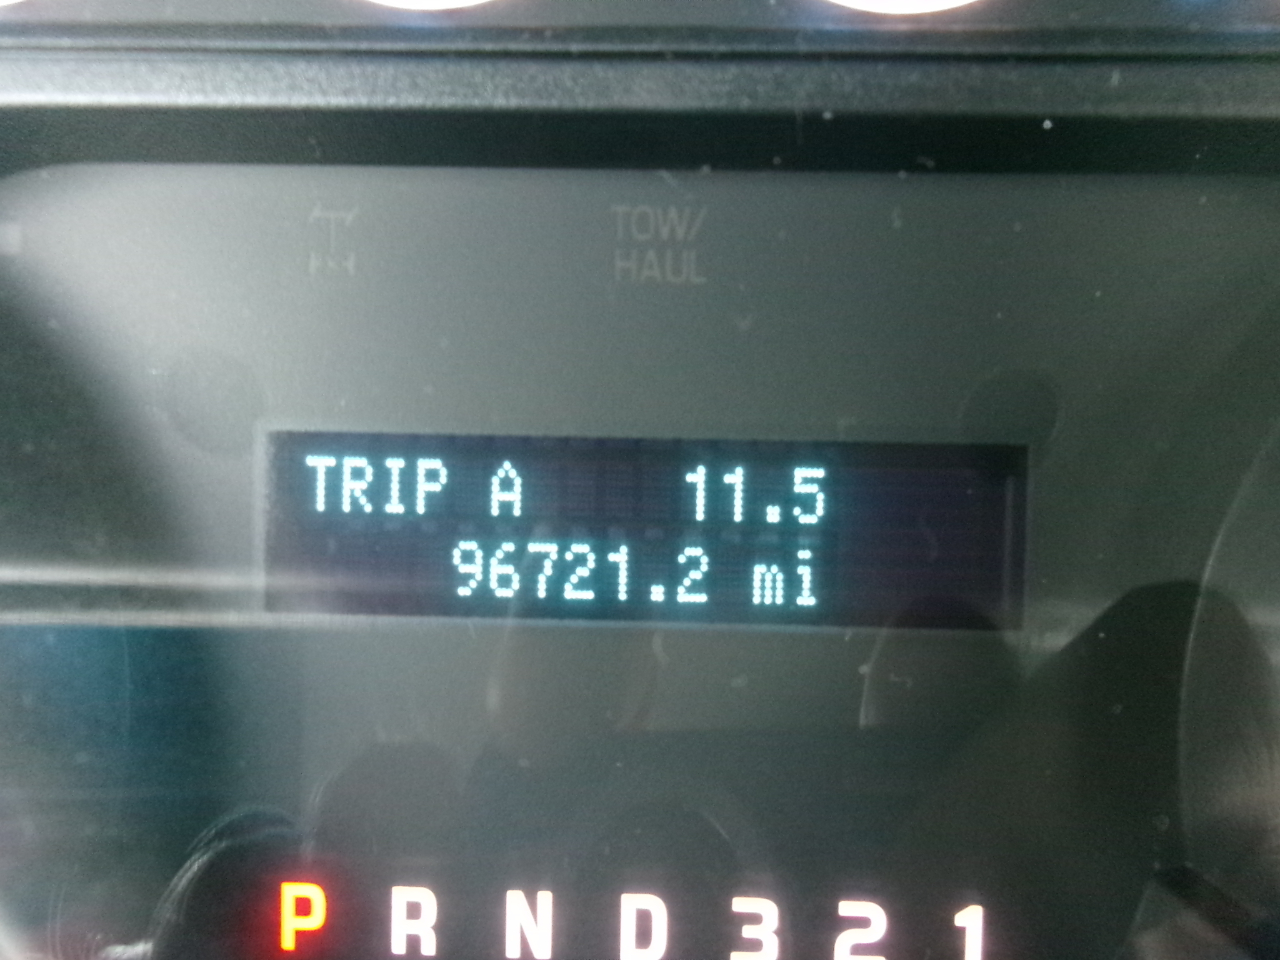 TOW/
HAUL
TRIP A 11.5
96721.2 mi
P R N D 3 2 1